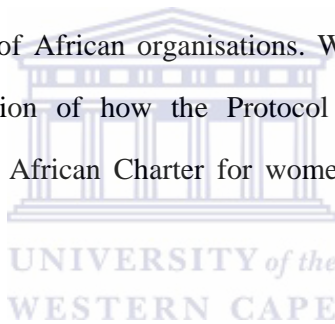 of African organisations. W
ion of how the Protocol
African Charter for wome
UNIVERSITY of the
WESTERN CAPE